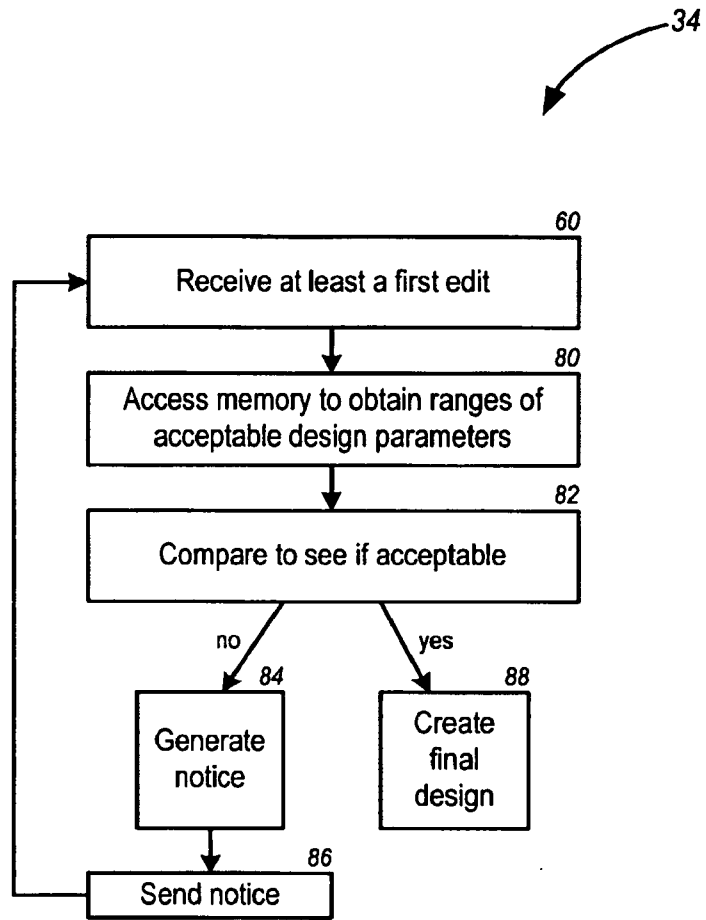 34
60
Receive at least a first edit
80
Access memory to obtain ranges of
acceptable design parameters
82
Compare to see if acceptable
no
yes
84
Generate
notice
88
Create
final
design
86
Send notice